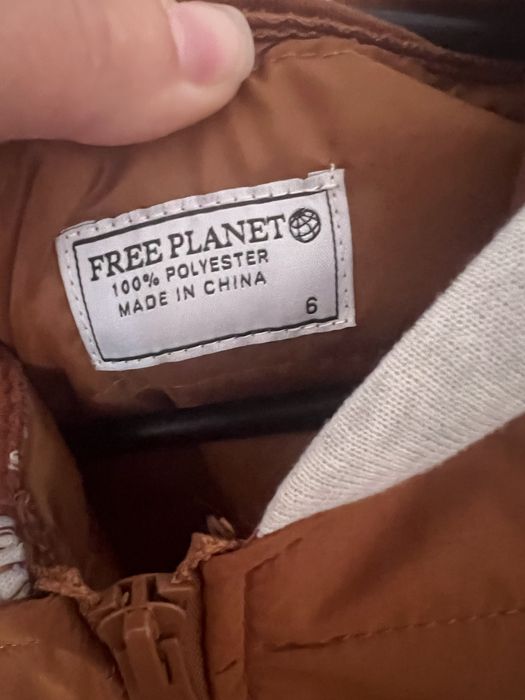 FREE PLANET
100% POLYESTER
MADE IN CHINA
6